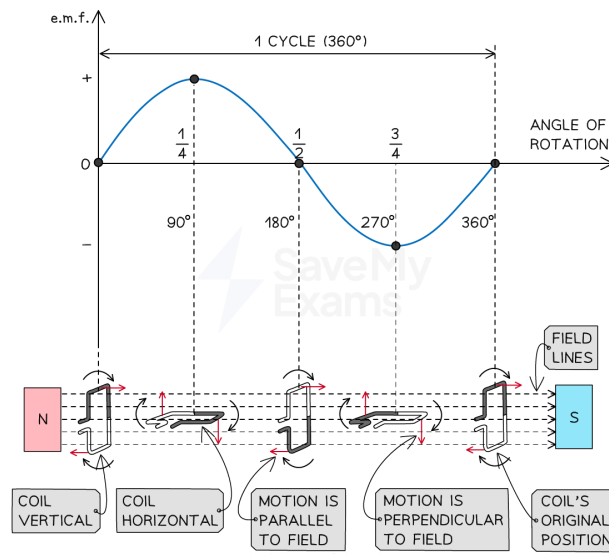 e.m.f.
1 CYCLE (360°)
+
1/4
1/2
3/4
ANGLE OF
ROTATION
0
90°
180°
270°
360°
−
SaveMy
Exams
FIELD
LINES
N
S
COIL
VERTICAL
COIL
HORIZONTAL
MOTION IS
PARALLEL
TO FIELD
MOTION IS
PERPENDICULAR
TO FIELD
COIL'S
ORIGINAL
POSITION